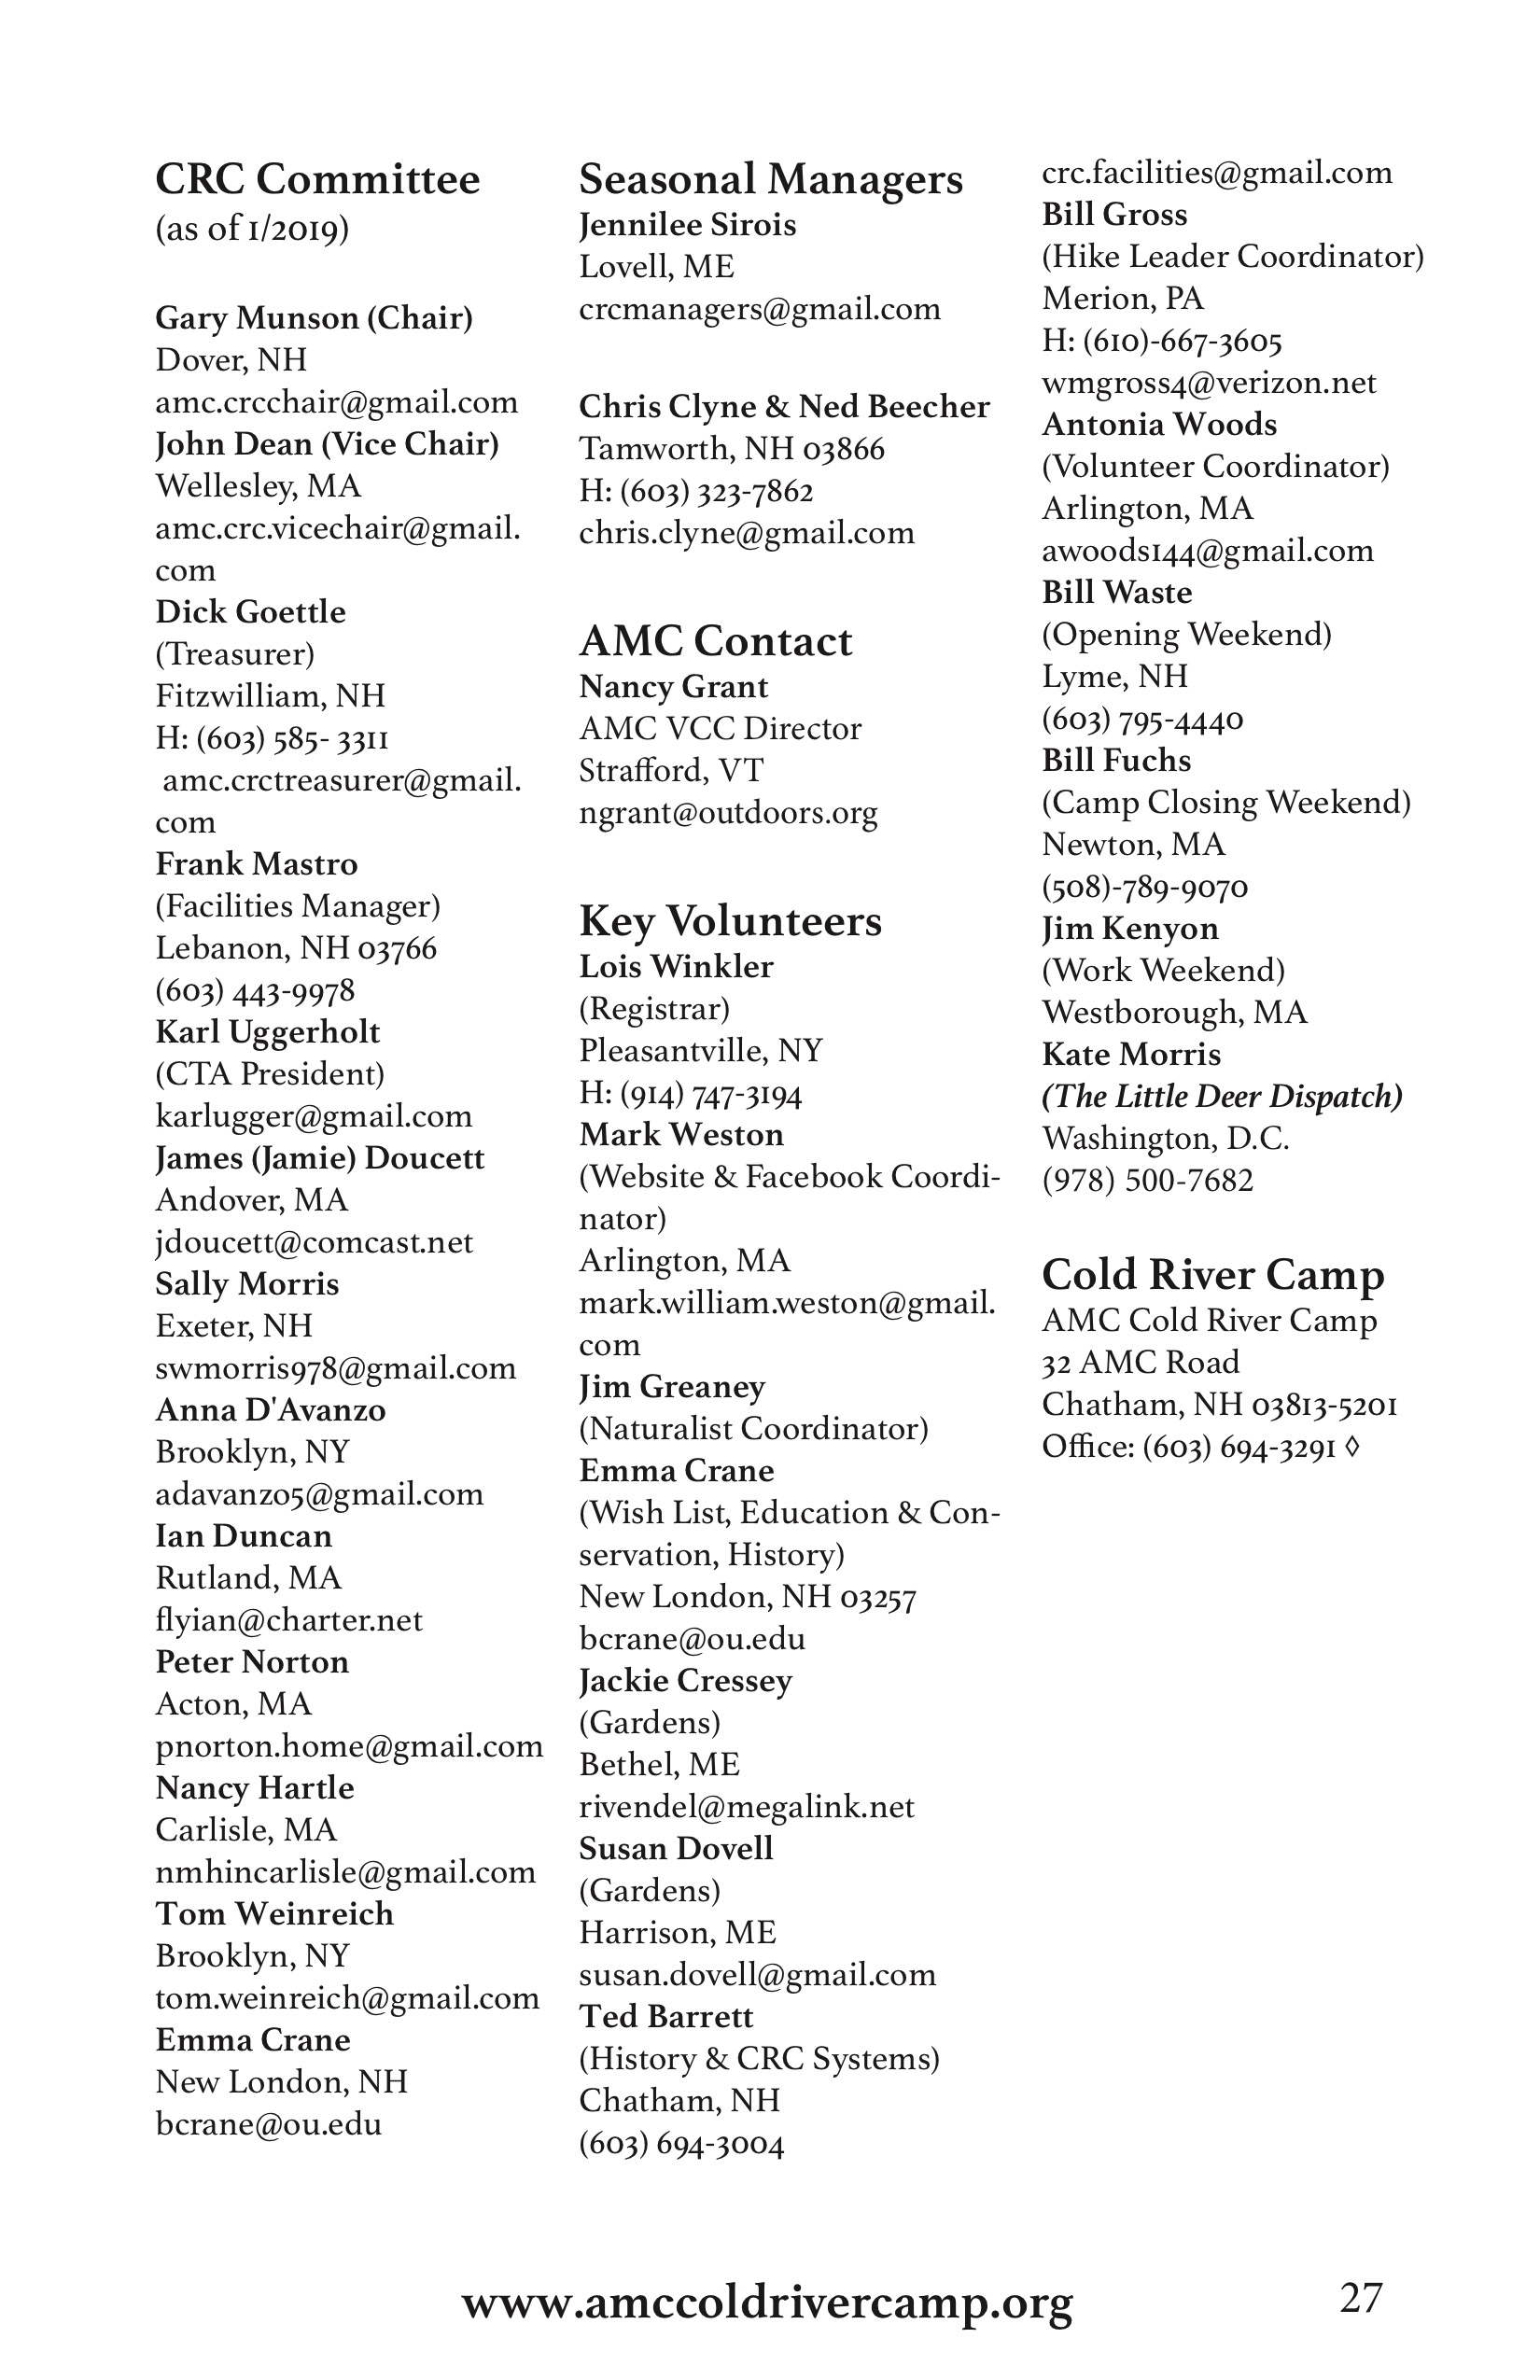 CRC Committee
(as of 1/2019)
Gary Munson (Chair)
Dover, NH
amc.crcchair@gmail.com
John Dean (Vice Chair)
Wellesley, MA
amc.crc.vicechair@gmail.
com
Dick Goettle
(Treasurer)
Fitzwilliam, NH
H: (603) 585- 3311
amc.crctreasurer@gmail.
com
Frank Mastro
(Facilities Manager)
Lebanon, NH 03766
(603) 443-9978
Karl Uggerholt
(CTA President)
karlugger@gmail.com
James (Jamie) Doucett
Andover, MA
jdoucett@comcast.net
Sally Morris
Exeter, NH
swmorris978@gmail.com
Anna D'Avanzo
Brooklyn, NY
adavanzo5@gmail.com
Ian Duncan
Rutland, MA
flyian@charter.net
Peter Norton
Acton, MA
pnorton.home@gmail.com
Nancy Hartle
Carlisle, MA
nmhincarlisle@gmail.com
Tom Weinreich
Brooklyn, NY
tom.weinreich@gmail.com
Emma Crane
New London, NH
bcrane@ou.edu
Seasonal Managers
Jennilee Sirois
Lovell, ME
crcmanagers@gmail.com
Chris Clyne & Ned Beecher
Tamworth, NH 03866
H: (603) 323-7862
chris.clyne@gmail.com
AMC Contact
Nancy Grant
AMC VCC Director
Strafford, VT
ngrant@outdoors.org
Key Volunteers
Lois Winkler
(Registrar)
Pleasantville, NY
H: (914) 747-3194
Mark Weston
(Website & Facebook Coordi-
nator)
Arlington, MA
mark.william.weston@gmail.
com
Jim Greaney
(Naturalist Coordinator)
Emma Crane
(Wish List, Education & Con-
servation, History)
New London, NH 03257
bcrane@ou.edu
Jackie Cressey
(Gardens)
Bethel, ME
rivendel@megalink.net
Susan Dovell
(Gardens)
Harrison, ME
susan.dovell@gmail.com
Ted Barrett
(History & CRC Systems)
Chatham, NH
(603) 694-3004
crc.facilities@gmail.com
Bill Gross
(Hike Leader Coordinator)
Merion, PA
H: (610)-667-3605
wmgross4@verizon.net
Antonia Woods
(Volunteer Coordinator)
Arlington, MA
awoods144@gmail.com
Bill Waste
(Opening Weekend)
Lyme, NH
(603) 795-4440
Bill Fuchs
(Camp Closing Weekend)
Newton, MA
(508)-789-9070
Jim Kenyon
(Work Weekend)
Westborough, MA
Kate Morris
(The Little Deer Dispatch)
Washington, D.C.
(978) 500-7682
Cold River Camp
AMC Cold River Camp
32 AMC Road
Chatham, NH 03813-5201
Office: (603) 694-3291 ◊
www.amccoldrivercamp.org
27